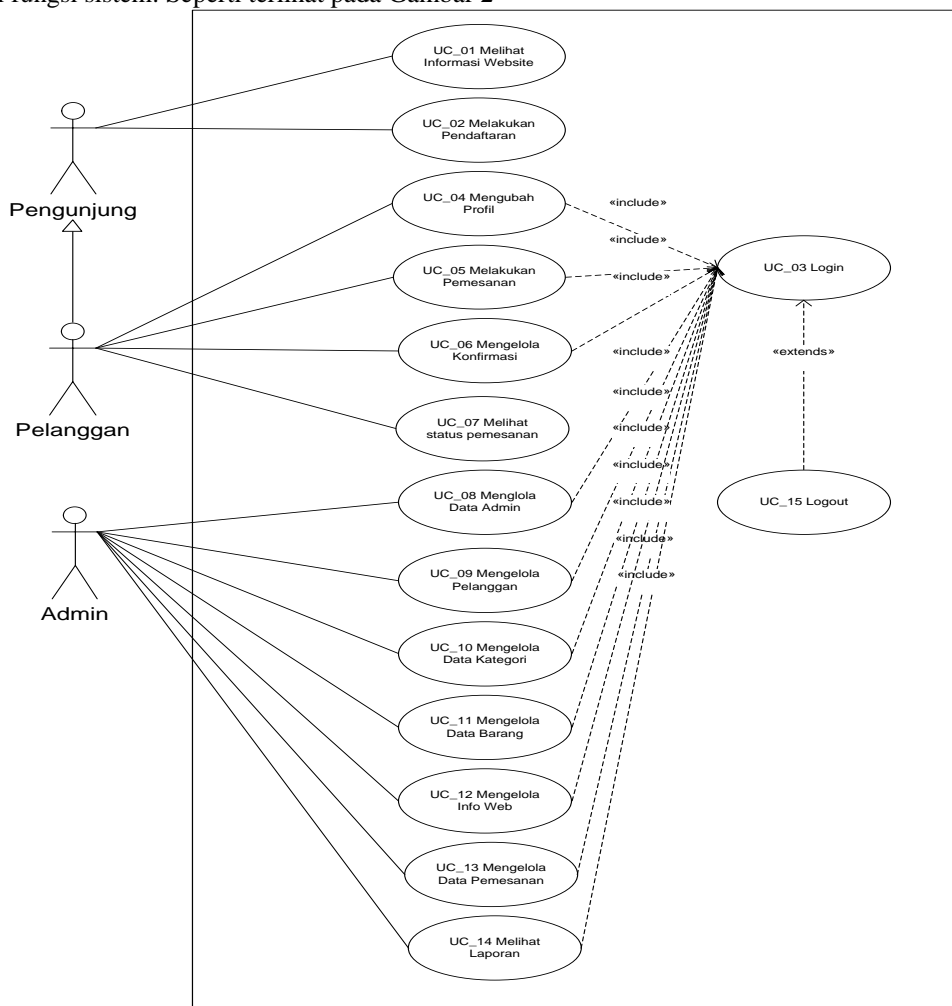 fungsi sistem. Seperti terlihat pada Gambar 2
UC_01 Melihat
Informasi Website
UC_02 Melakukan
Pendaftaran
Pengunjung
UC_04 Mengubah
Profil
«include»
«include»
UC_03 Login
UC_05 Melakukan
Pemesanan
«include»
UC_06 Mengelola
Konfirmasi
«include»
«extends»
Pelanggan
«include»
UC_07 Melihat
status pemesanan
«include»
«include»
UC_08 Menglola
Data Admin
«include»
UC_15 Logout
«include»
UC_09 Mengelola
Pelanggan
«include»
Admin
UC_10 Mengelola
Data Kategori
UC_11 Mengelola
Data Barang
UC_12 Mengelola
Info Web
UC_13 Mengelola
Data Pemesanan
UC_14 Melihat
Laporan